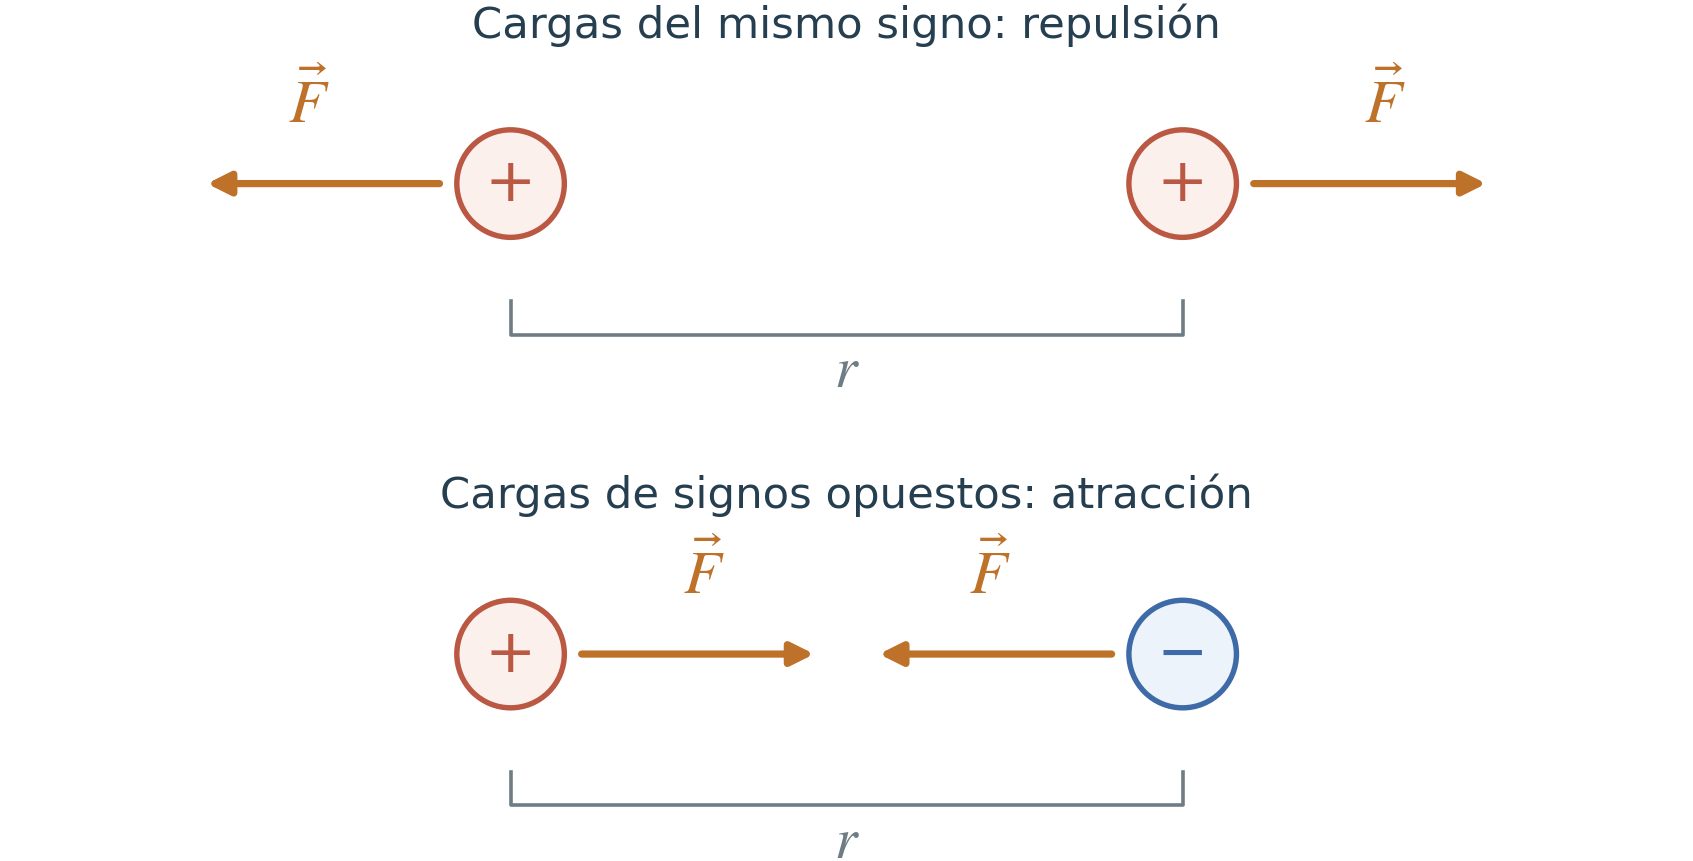 Cargas del mismo signo: repulsión
F⃗ F⃗
+ +
r
Cargas de signos opuestos: atracción
F⃗ F⃗
+ −
r